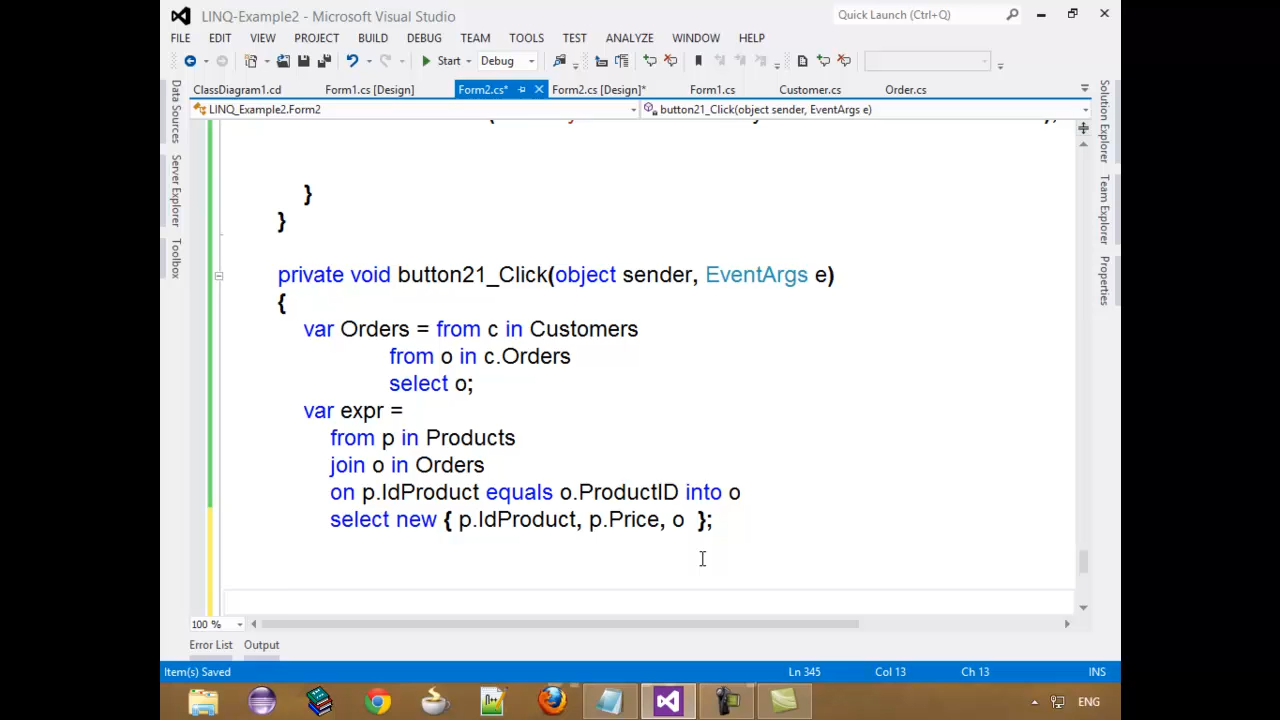 LINQ-Example2 - Microsoft Visual Studio
Quick Launch (Ctrl+Q)
FILE EDIT VIEW PROJECT BUILD DEBUG TEAM TOOLS TEST ANALYZE WINDOW HELP
Start Debug
ClassDiagram1.cd Form1.cs [Design] Form2.cs* Form2.cs [Design]* Form1.cs Customer.cs Order.cs
LINQ_Example2.Form2 button21_Click(object sender, EventArgs e)
Data Sources
Server Explorer
Toolbox
}
}
private void button21_Click(object sender, EventArgs e)
{
var Orders = from c in Customers
from o in c.Orders
select o;
var expr =
from p in Products
join o in Orders
on p.IdProduct equals o.ProductID into o
select new { p.IdProduct, p.Price, o };
Solution Explorer
Team Explorer
Properties
100 %
Error List Output
Item(s) Saved Ln 345 Col 13 Ch 13 INS
ENG